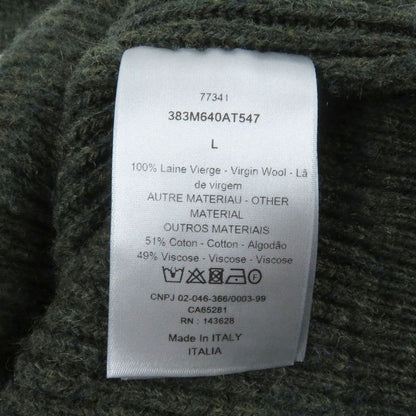 77341
383M640AT547
L
100% Laine Vierge - Virgin Wool - Lã
de virgem
AUTRE MATERIAU - OTHER
MATERIAL
OUTROS MATERIAIS
51% Coton - Cotton - Algodão
49% Viscose - Viscose - Viscose
CNPJ 02-046-366/0003-99
CA65281
RN : 143628
Made In ITALY
ITALIA